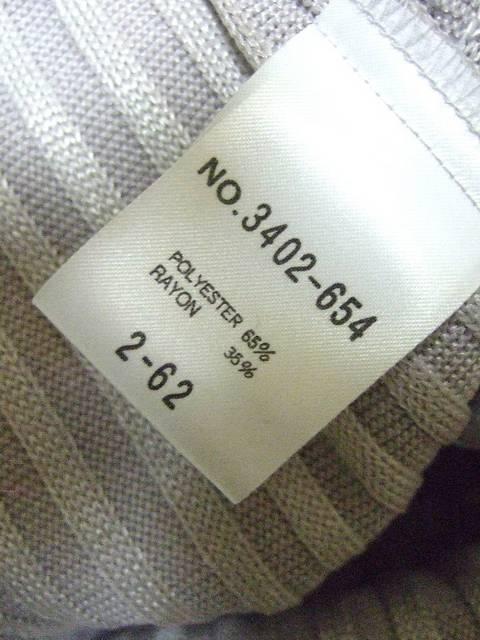 NO.3402-654
POLYESTER 65%
RAYON 35%
2-62